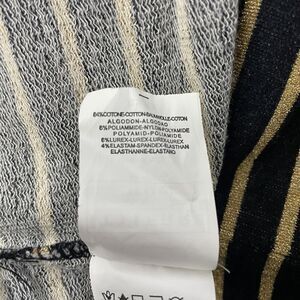 84%COTONE-COTTON-BAUMWOLLE-COTON
ALGODON-ALGODAO
6%POLIAMMIDE-NYLON-POLYAMIDE
POLYAMID-POLIAMIDE
6%LUREX-LUREX-LUREX-LUREX
4%ELASTAM-SPANDEX-ELASTHAN
ELASTHANNE-ELASTANO